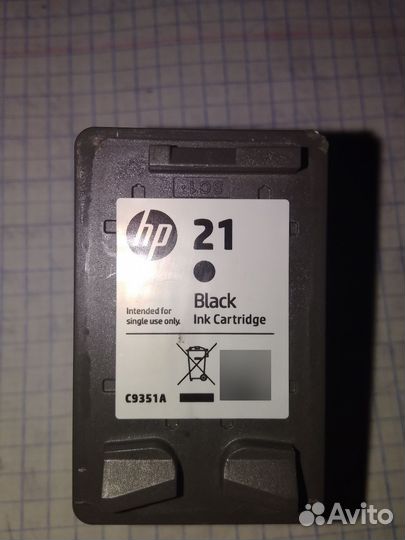 hp 21
Black
Intended for
single use only.
Ink Cartridge
C9351A
Avito